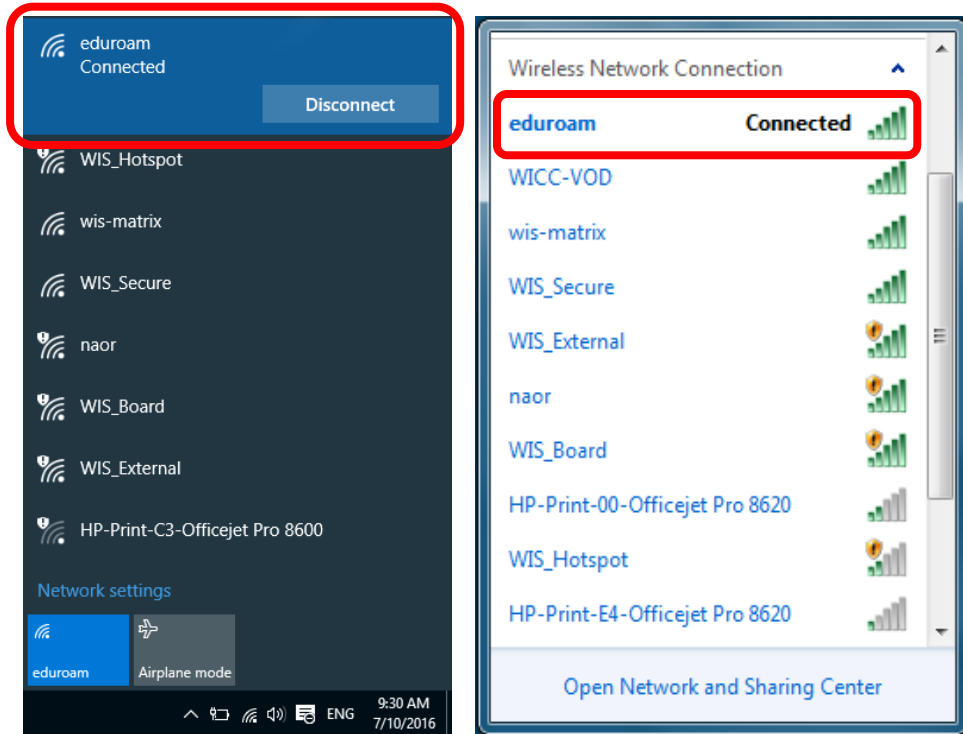 eduroam
Connected
Disconnect
WIS_Hotspot
wis-matrix
WIS_Secure
naor
WIS_Board
WIS_External
HP-Print-C3-Officejet Pro 8600
Network settings
eduroam
Airplane mode
ENG
9:30 AM
7/10/2016
Wireless Network Connection
eduroam Connected
WICC-VOD
wis-matrix
WIS_Secure
WIS_External
naor
WIS_Board
HP-Print-00-Officejet Pro 8620
WIS_Hotspot
HP-Print-E4-Officejet Pro 8620
Open Network and Sharing Center